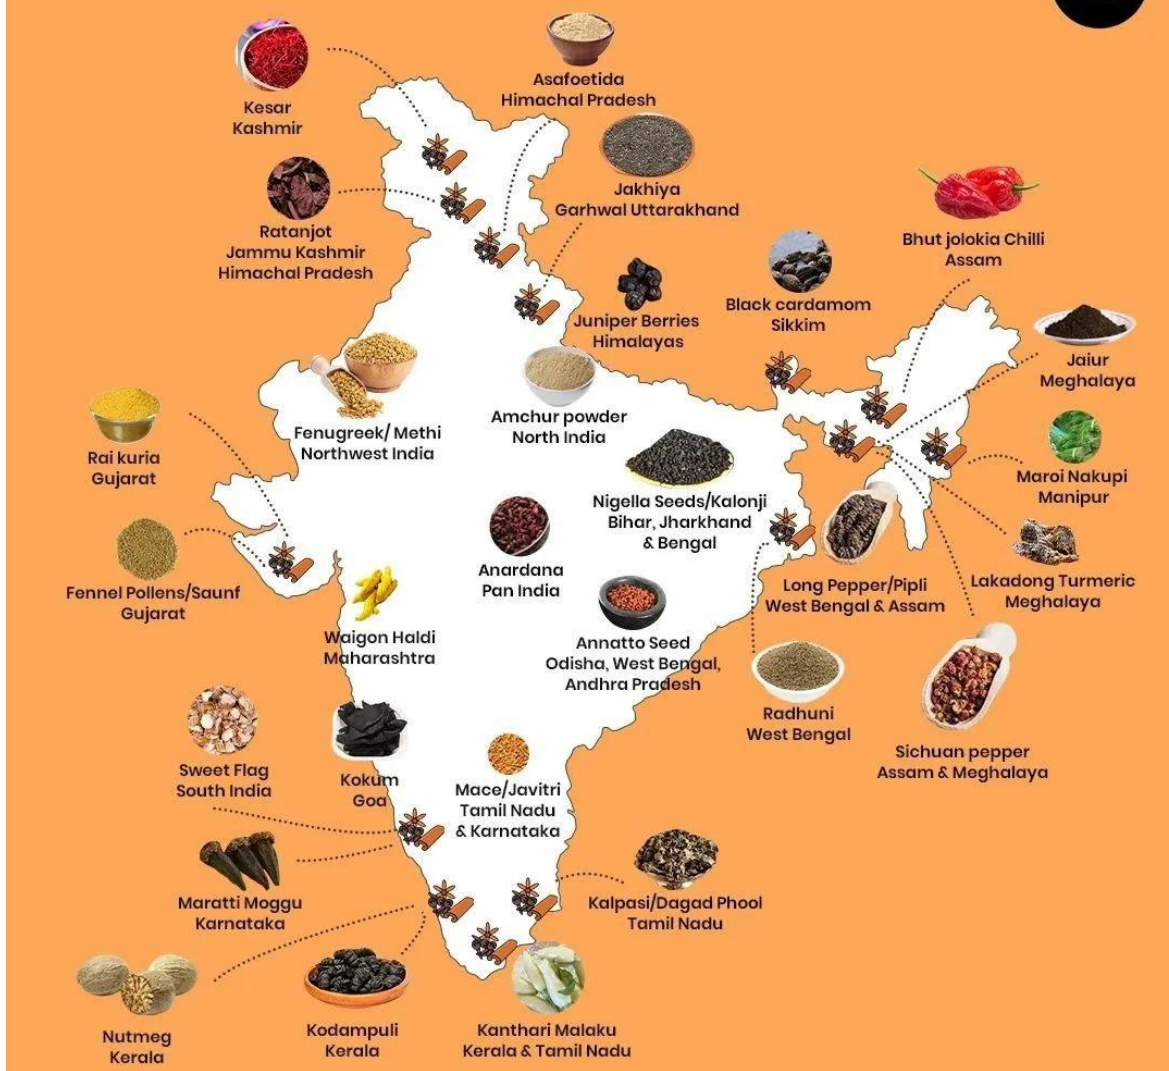 Asafoetida
Himachal Pradesh
Kesar
Kashmir
Jakhiya
Garhwal Uttarakhand
Ratanjot
Jammu Kashmir
Himachal Pradesh
Bhut jolokia Chilli
Assam
Black cardamom
Sikkim
Juniper Berries
Himalayas
Jaiur
Meghalaya
Amchur powder
North India
Fenugreek/ Methi
Northwest India
Rai kuria
Gujarat
Maroi Nakupi
Manipur
Nigella Seeds/Kalonji
Bihar, Jharkhand
& Bengal
Anardana
Pan India
Long Pepper/Pipli
West Bengal & Assam
Lakadong Turmeric
Meghalaya
Fennel Pollens/Saunf
Gujarat
Waigon Haldi
Maharashtra
Annatto Seed
Odisha, West Bengal,
Andhra Pradesh
Radhuni
West Bengal
Sichuan pepper
Assam & Meghalaya
Sweet Flag
South India
Kokum
Goa
Mace/Javitri
Tamil Nadu
& Karnataka
Maratti Moggu
Karnataka
Kalpasi/Dagad Phool
Tamil Nadu
Nutmeg
Kerala
Kodampuli
Kerala
Kanthari Malaku
Kerala & Tamil Nadu